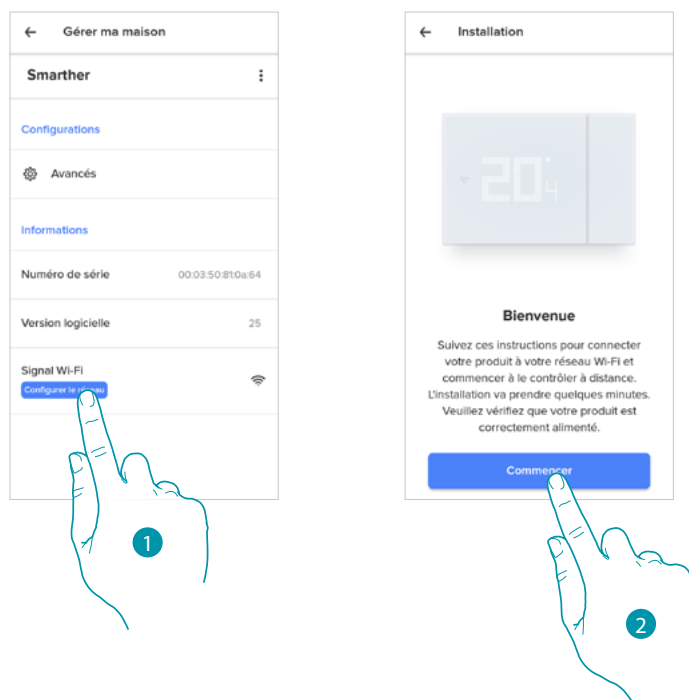 Gérer ma maison
Smarther
Configurations
Avancés
Informations
Numéro de série 00:03:50:81:0a:64
Version logicielle 25
Signal Wi-Fi
Configurer le
1
Installation
20.4
Bienvenue
Suivez ces instructions pour connecter
votre produit à votre réseau Wi-Fi et
commencer à le contrôler à distance.
L'installation va prendre quelques minutes.
Veuillez vérifiez que votre produit est
correctement alimenté.
Commencer
2